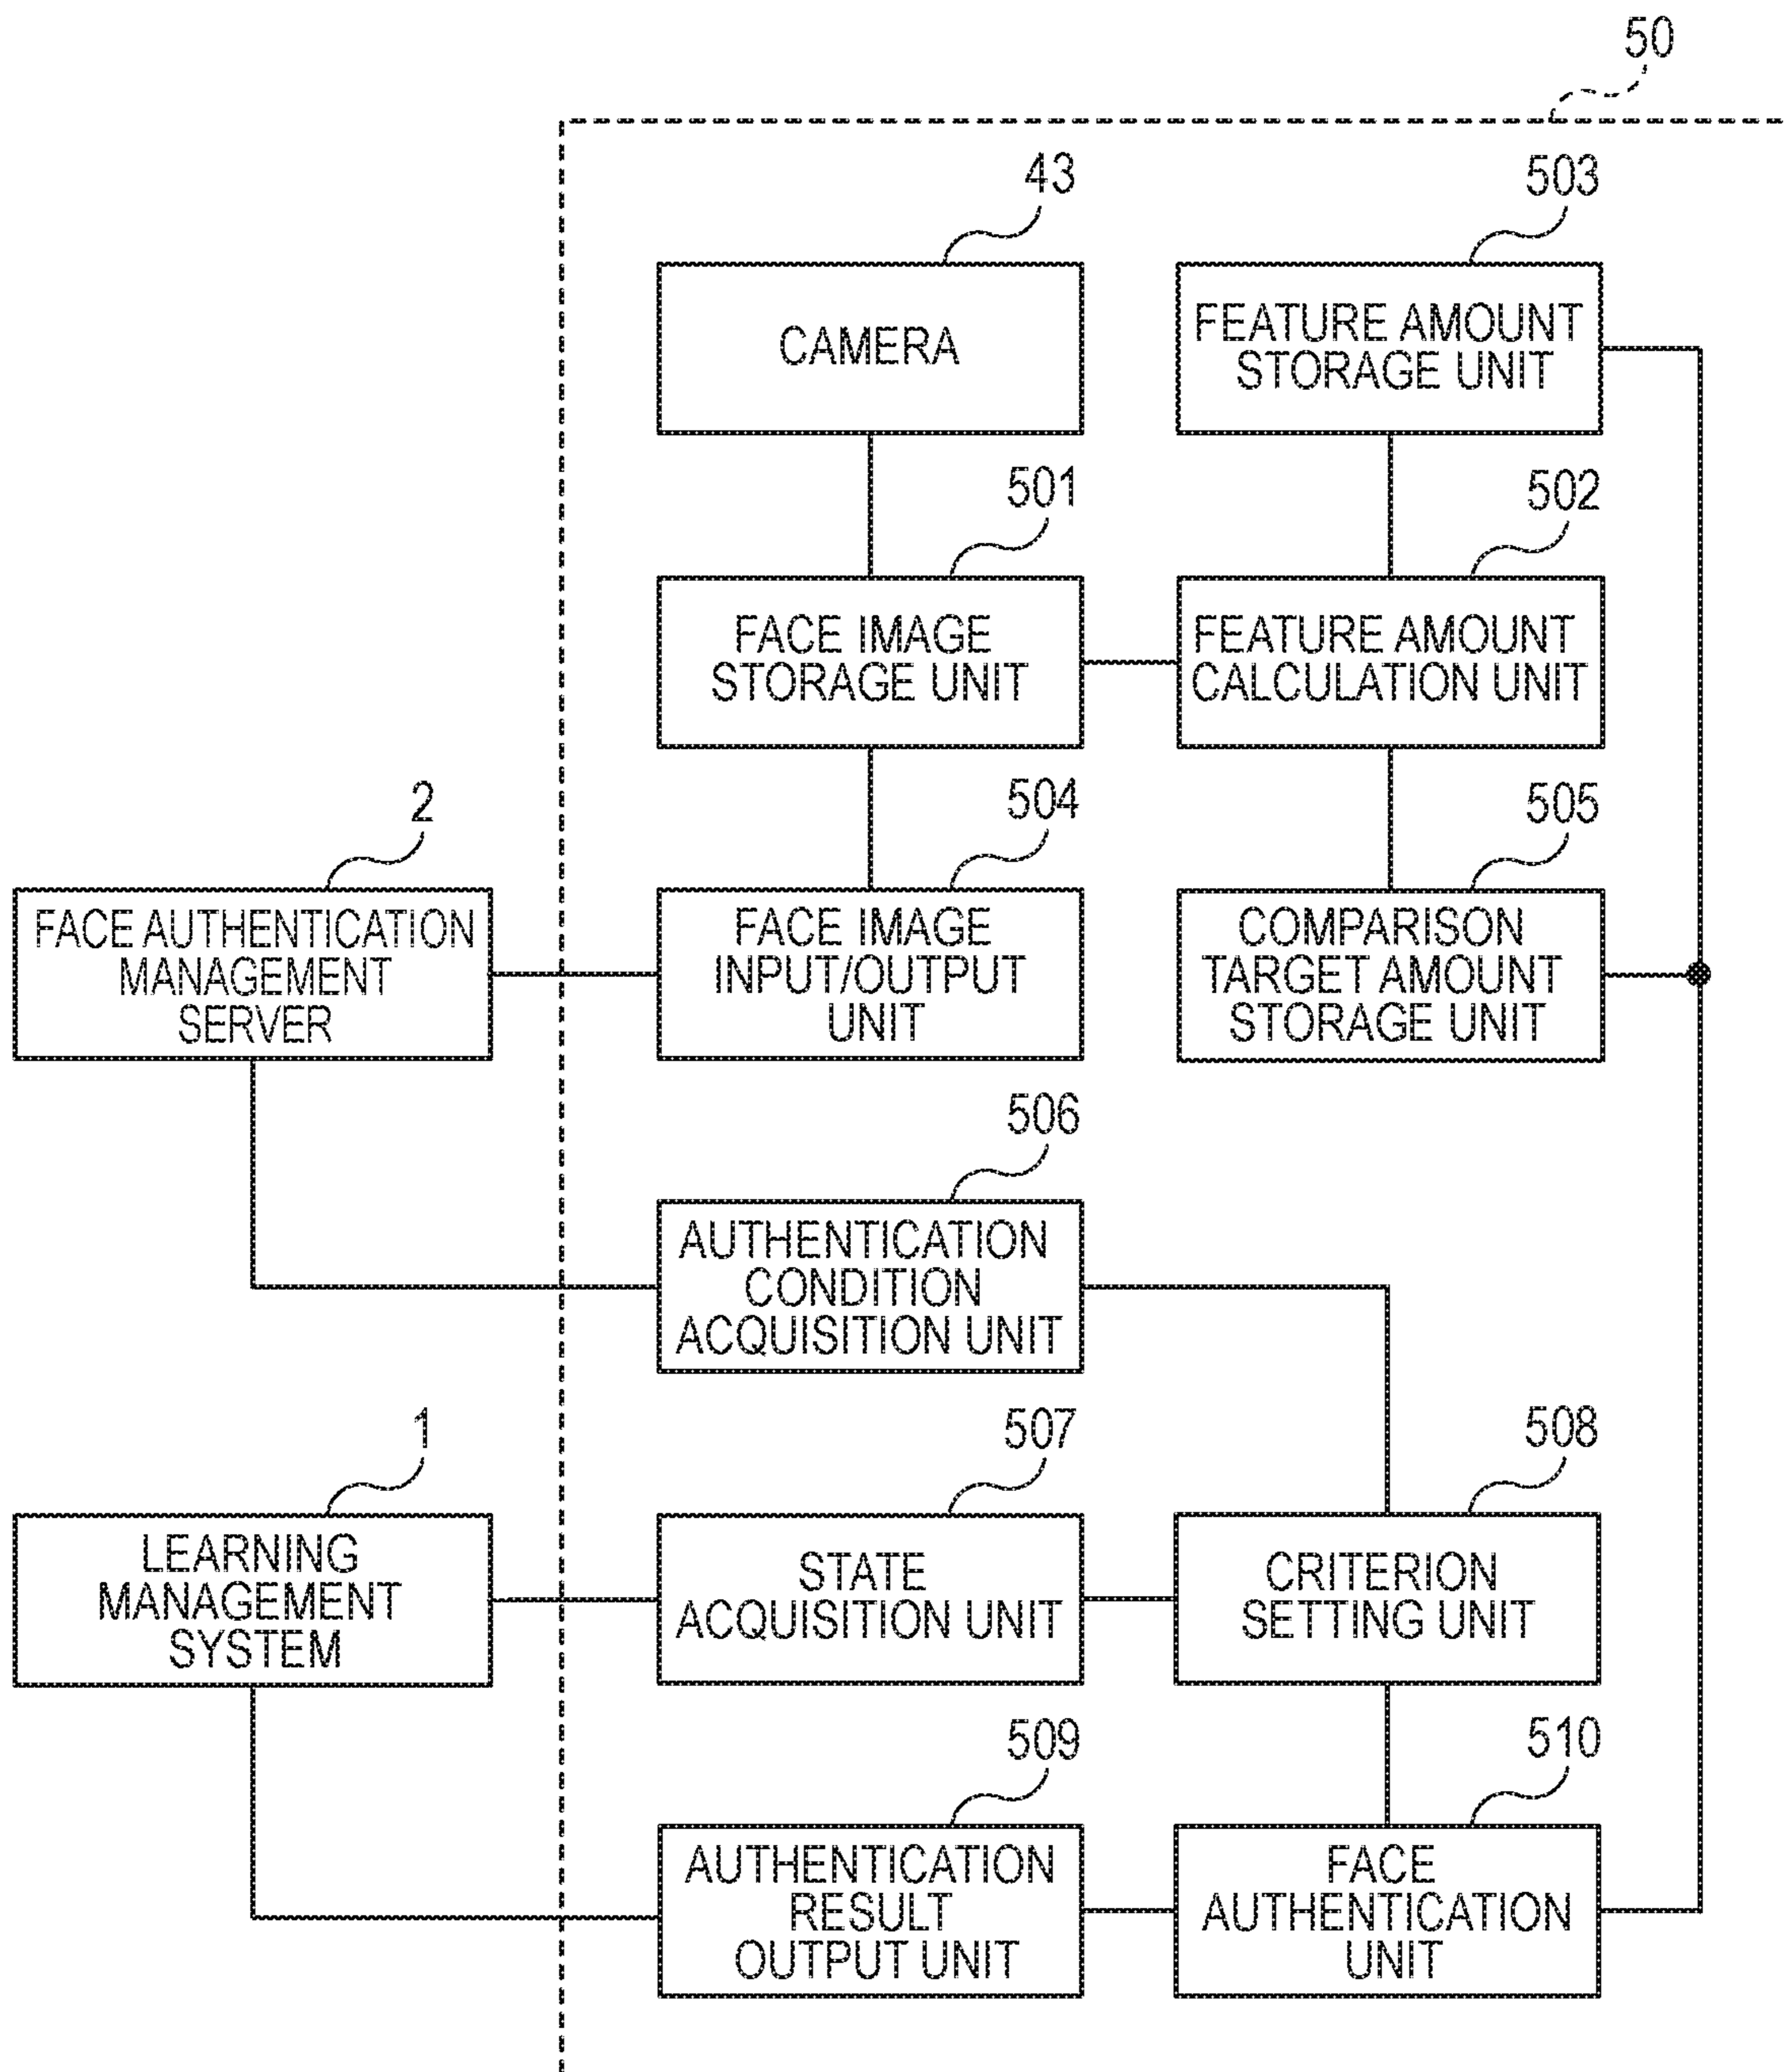 50
43
503
CAMERA
FEATURE AMOUNT
STORAGE UNIT
501
502
FACE IMAGE
STORAGE UNIT
FEATURE AMOUNT
CALCULATION UNIT
2
504
505
FACE AUTHENTICATION
MANAGEMENT
SERVER
FACE IMAGE
INPUT/OUTPUT
UNIT
COMPARISON
TARGET AMOUNT
STORAGE UNIT
506
AUTHENTICATION
CONDITION
ACQUISITION UNIT
1
507
508
LEARNING
MANAGEMENT
SYSTEM
STATE
ACQUISITION UNIT
CRITERION
SETTING UNIT
509
510
AUTHENTICATION
RESULT
OUTPUT UNIT
FACE
AUTHENTICATION
UNIT